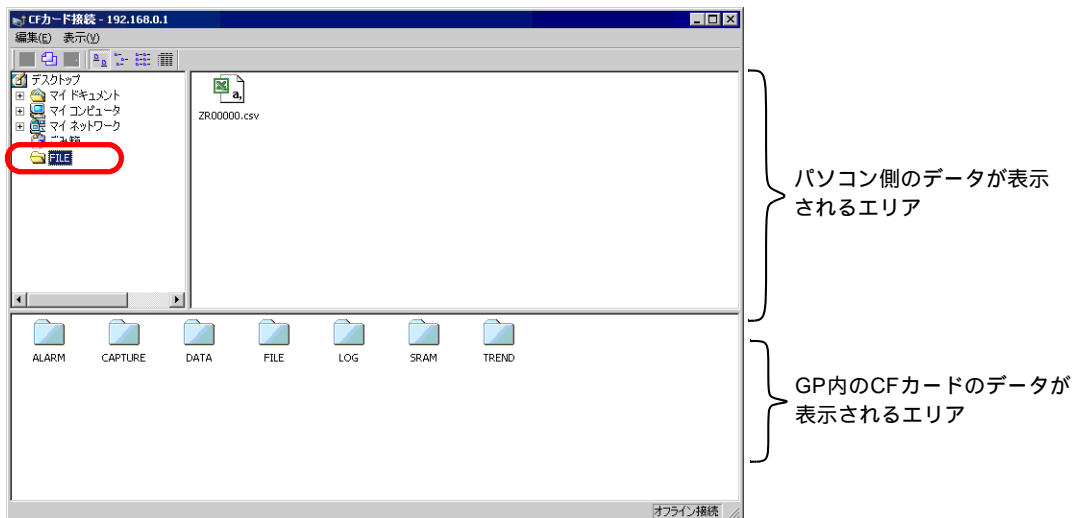 CFカード接続 - 192.168.0.1
編集(E) 表示(V)
デスクトップ
マイ ドキュメント
マイ コンピュータ
マイ ネットワーク
ごみ箱
FILE
ZR00000.csv
パソコン側のデータが表示
されるエリア
ALARM CAPTURE DATA FILE LOG SRAM TREND
GP内のCFカードのデータが
表示されるエリア
オフライン接続